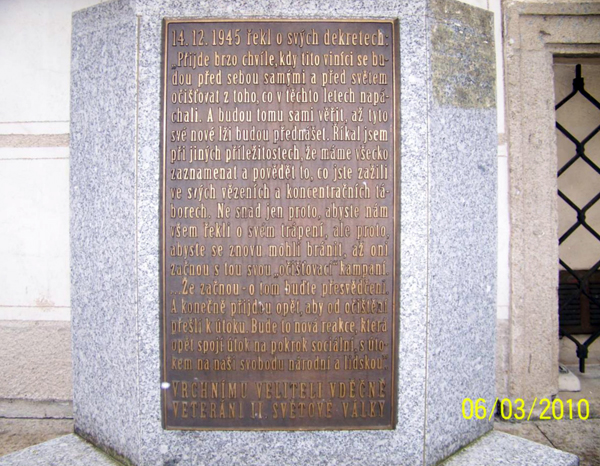 14. 12. 1945 řekl o svých dekretech:
„Přijde brzo chvíle, kdy tito viníci se bu-
dou před sebou samými a před světem
očišťovat z toho, co v těchto letech napá-
chali. A budou tomu sami věřit, až tyto
své nové lži budou předmášet. Říkal jsem
při jiných příležitostech, že máme všecko
zaznamenat a povědět to, co jste zažili
ve svých vězeních a koncentračních tá-
borech. Ne snad jen proto, abyste nám
všem řekli o svém trápení, ale proto,
abyste se znovu mohli bránit, až oni
začnou s tou svou „očišťovací“ kampaní.
...Že začnou - o tom buďte přesvědčeni.
A konečně přijdou opět, aby od očištění
přešli k útoku. Bude to nová reakce, která
opět spojí útok na pokrok sociální, s úto-
kem na naši svobodu národní a lidskou“
VRCHNÍMU VELITELI VDĚČNĚ
VETERÁNI II. SVĚTOVÉ VÁLKY
06/03/2010